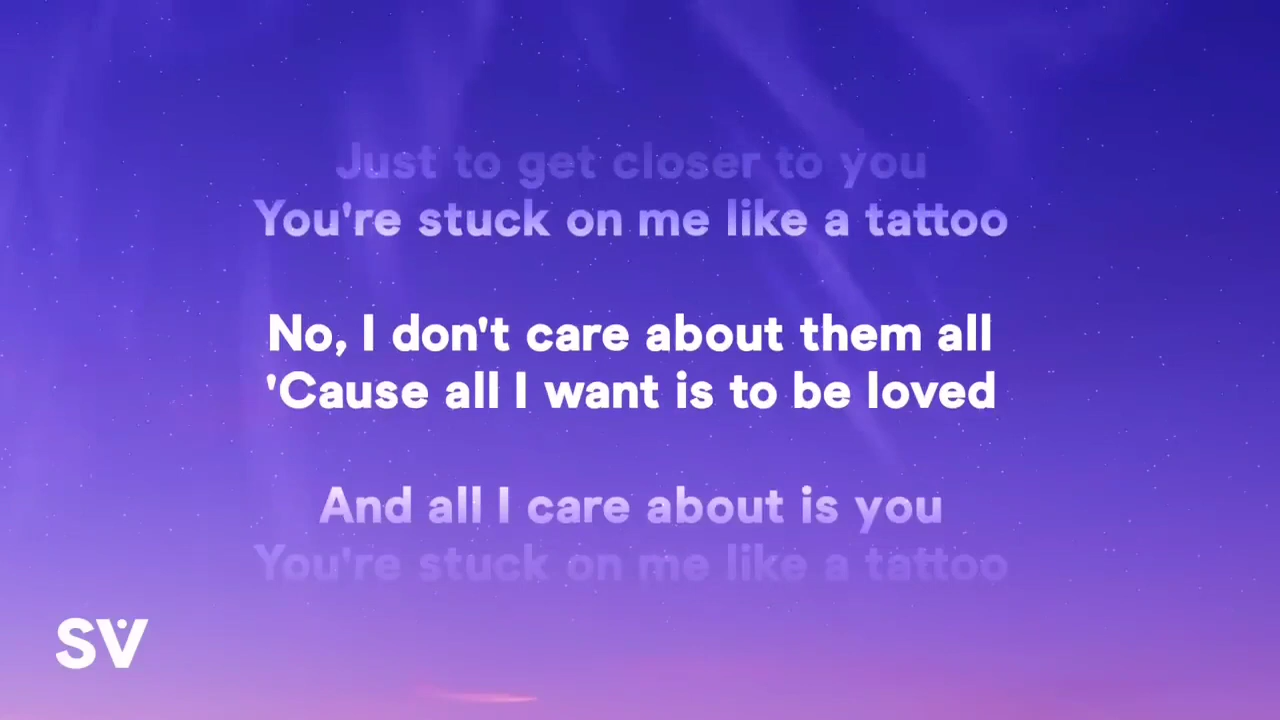 Just to get closer to you
You're stuck on me like a tattoo
No, I don't care about them all
'Cause all I want is to be loved
And all I care about is you
You're stuck on me like a tattoo
SV